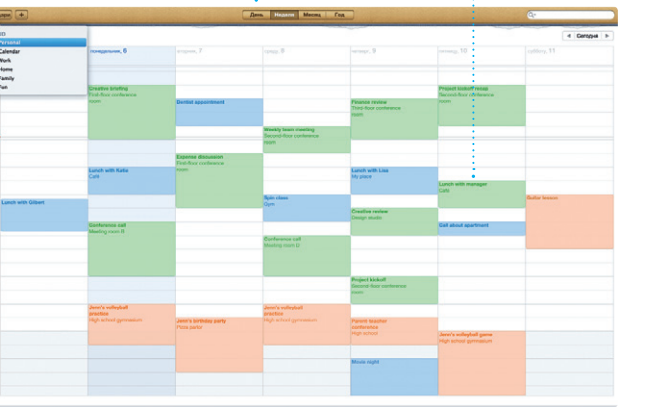 День Неделя Месяц Год
Сегодня
Personal
Calendar
Work
Home
Family
Fun
понедельник, 6
вторник, 7
среда, 8
четверг, 9
пятница, 10
суббота, 11
Creative briefing
First-floor conference
room
Dentist appointment
Weekly team meeting
Second-floor conference
room
Finance review
Third-floor conference
room
Project kickoff recap
Second-floor conference
room
Expense discussion
First-floor conference
room
Lunch with Katie
Café
Lunch with Lisa
My place
Lunch with manager
Café
Lunch with Gilbert
Spin class
Gym
Guitar lesson
Creative review
Design studio
Call about apartment
Conference call
Meeting room B
Conference call
Meeting room D
Project kickoff
Second-floor conference
room
Jenn's volleyball
practice
High school gymnasium
Jenn's birthday party
Pizza parlor
Jenn's volleyball
practice
High school gymnasium
Parent teacher
conference
High school
Jenn's volleyball game
High school gymnasium
Movie night